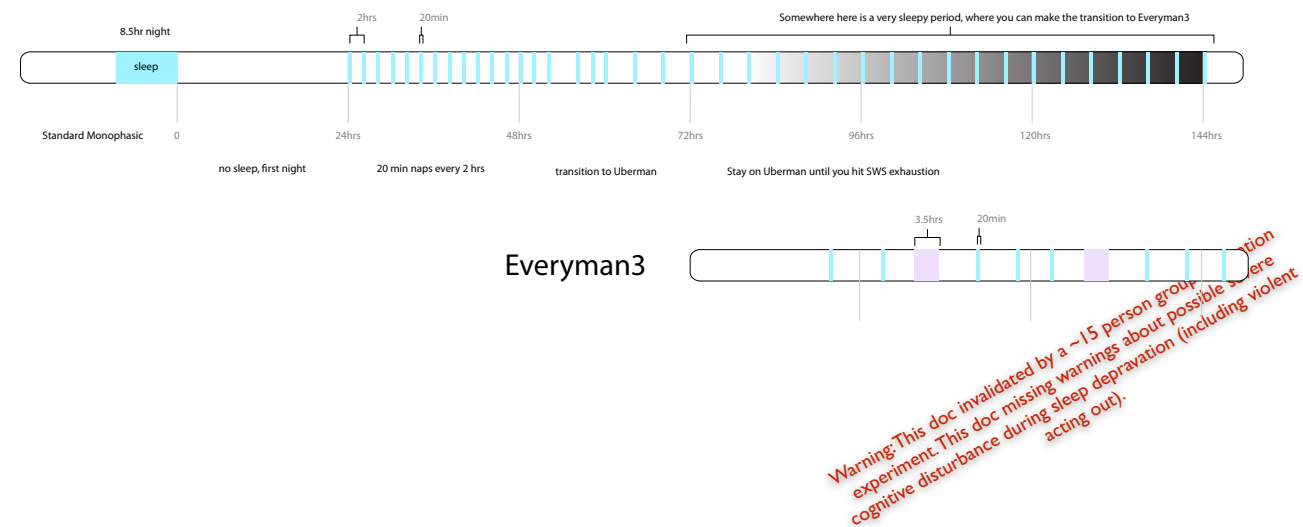 2hrs
20min
Somewhere here is a very sleepy period, where you can make the transition to Everyman3
8.5hr night
sleep
Standard Monophasic
0
24hrs
48hrs
72hrs
96hrs
120hrs
144hrs
no sleep, first night
20 min naps every 2 hrs
transition to Uberman
Stay on Uberman until you hit SWS exhaustion
3.5hrs
20min
Everyman3
Warning: This doc invalidated by a ~15 person group
experiment. This doc missing warnings about possible
cognitive disturbance during sleep depravation (including violent
acting out).